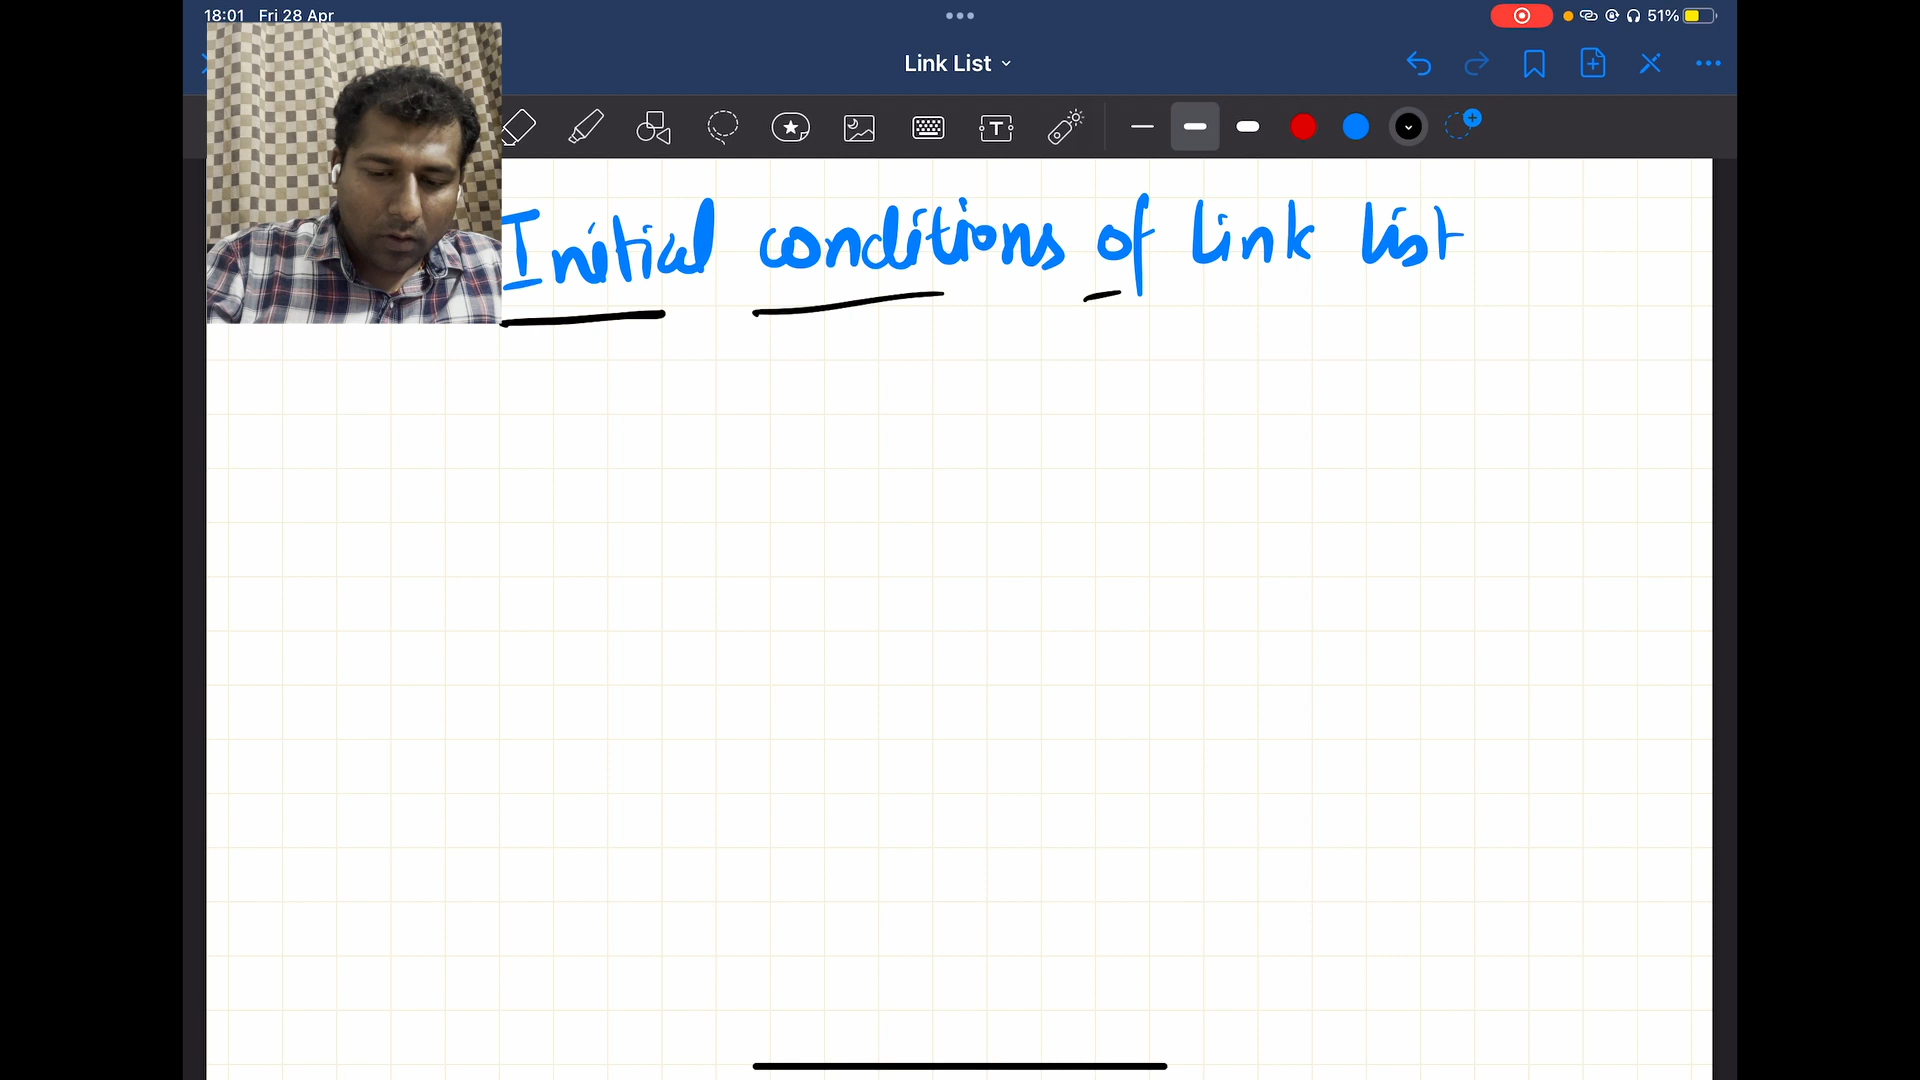 18:01 Fri 28 Apr
51%
Link List
T
Initial conditions of Link List